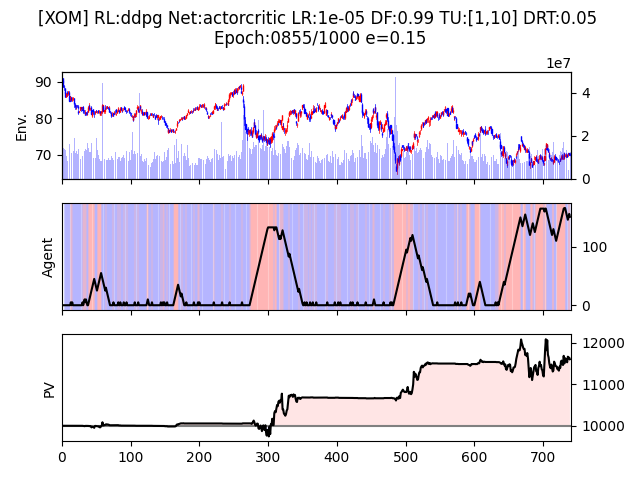 [XOM] RL:ddpg Net:actorcritic LR:1e-05 DF:0.99 TU:[1,10] DRT:0.05
Epoch:0855/1000 e=0.15
1e7
90
80
70
Env.
4
2
0
Agent
100
0
PV
12000
11000
10000
0 100 200 300 400 500 600 700